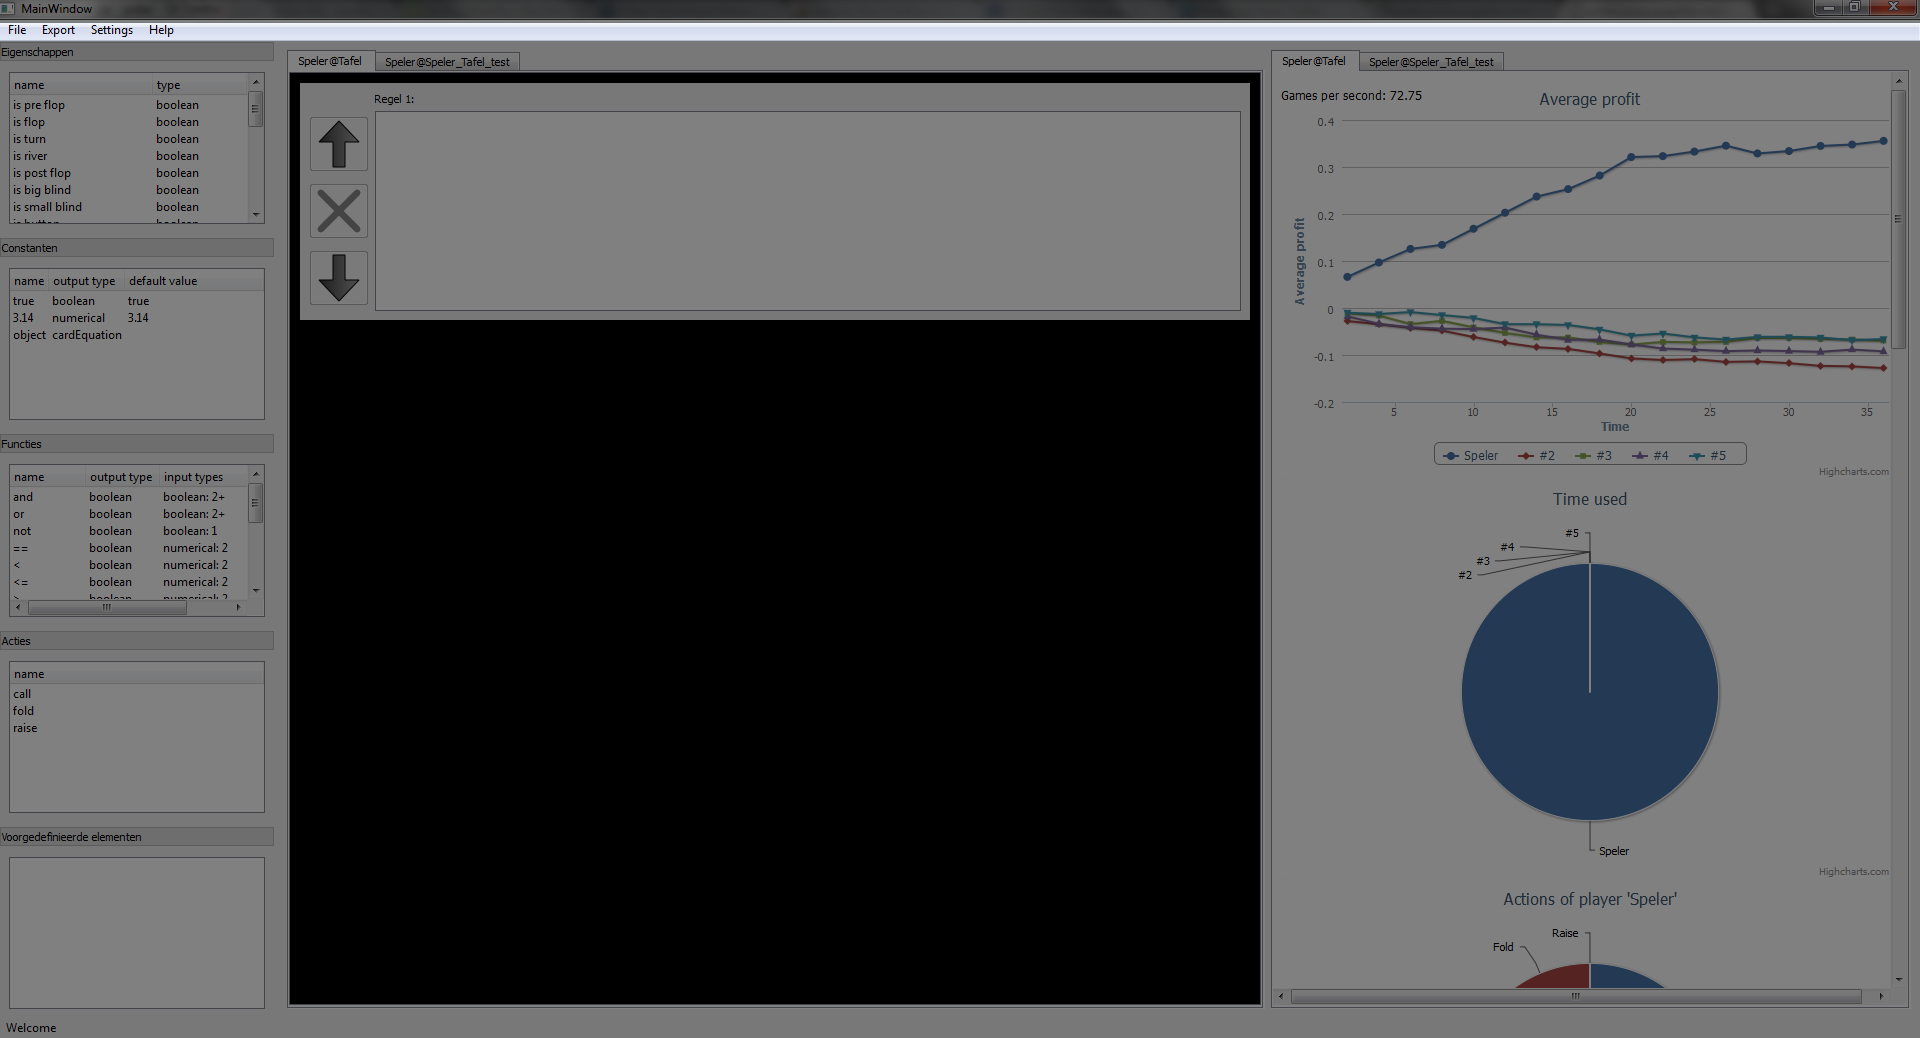 MainWindow
File Export Settings Help
Eigenschappen
name type
is pre flop boolean
is flop boolean
is turn boolean
is river boolean
is post flop boolean
is big blind boolean
is small blind boolean
Constanten
name output type default value
true boolean true
3.14 numerical 3.14
object cardEquation
Functies
name output type input types
and boolean boolean: 2+
or boolean boolean: 2+
not boolean boolean: 1
== boolean numerical: 2
< boolean numerical: 2
<= boolean numerical: 2
Acties
name
call
fold
raise
Voorgedefinieerde elementen
Welcome
Speler@Tafel Speler@Speler_Tafel_test
Regel 1:
Speler@Tafel Speler@Speler_Tafel_test
Games per second: 72.75
Average profit
0.4
0.3
0.2
0.1
0
-0.1
-0.2
Average profit
5 10 15 20 25 30 35
Time
Speler #2 #3 #4 #5
Highcharts.com
Time used
#5
#4
#3
#2
Speler
Highcharts.com
Actions of player 'Speler'
Raise
Fold